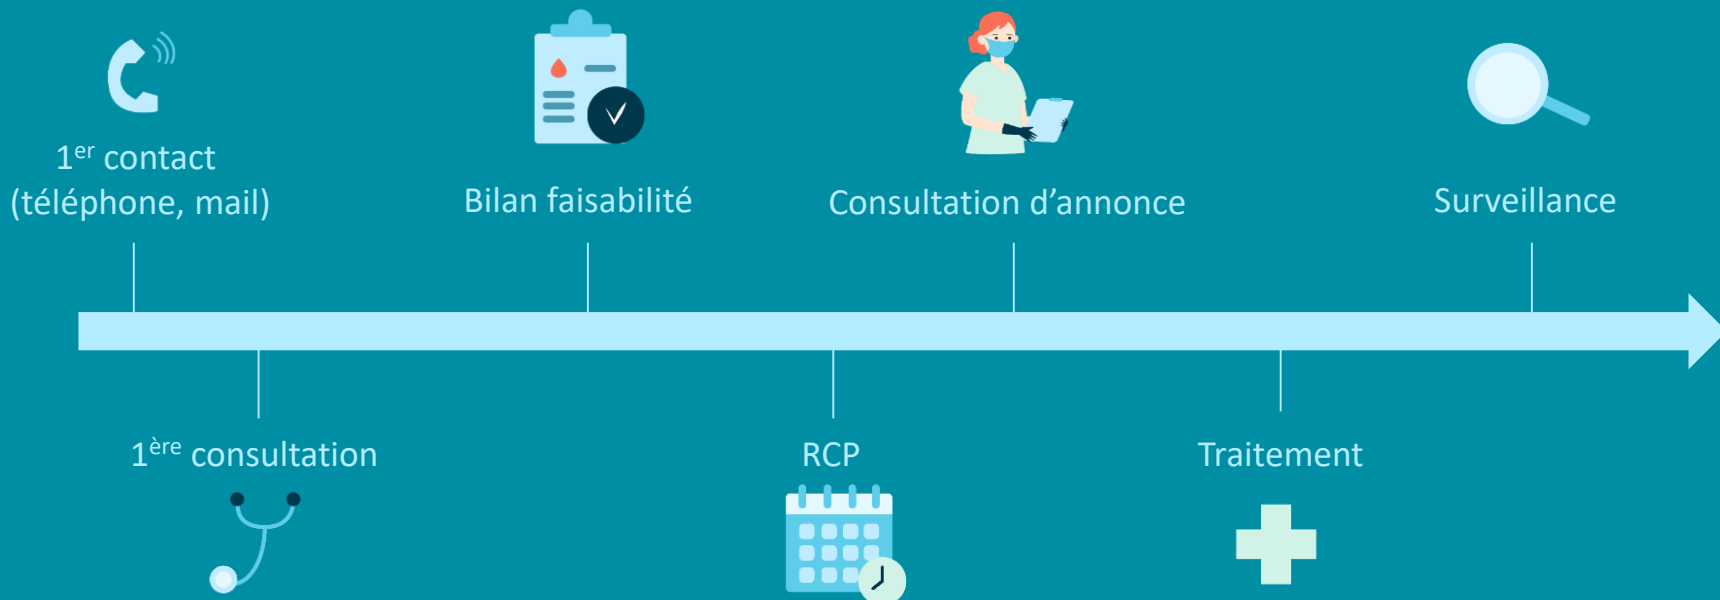 1er contact
(téléphone, mail)
Bilan faisabilité
Consultation d’annonce
Surveillance
1ère consultation
RCP
Traitement